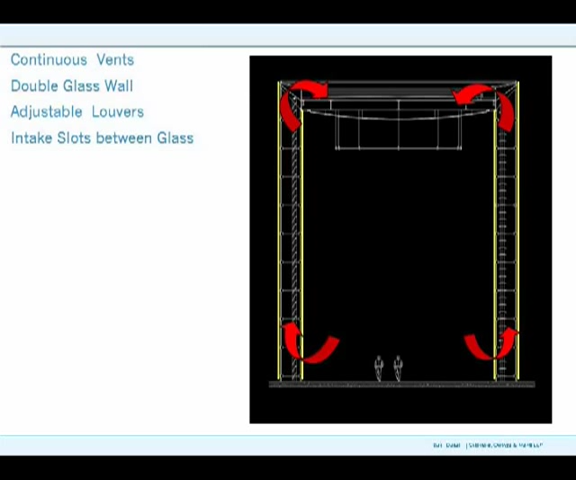 Continuous Vents
Double Glass Wall
Adjustable Louvers
Intake Slots between Glass